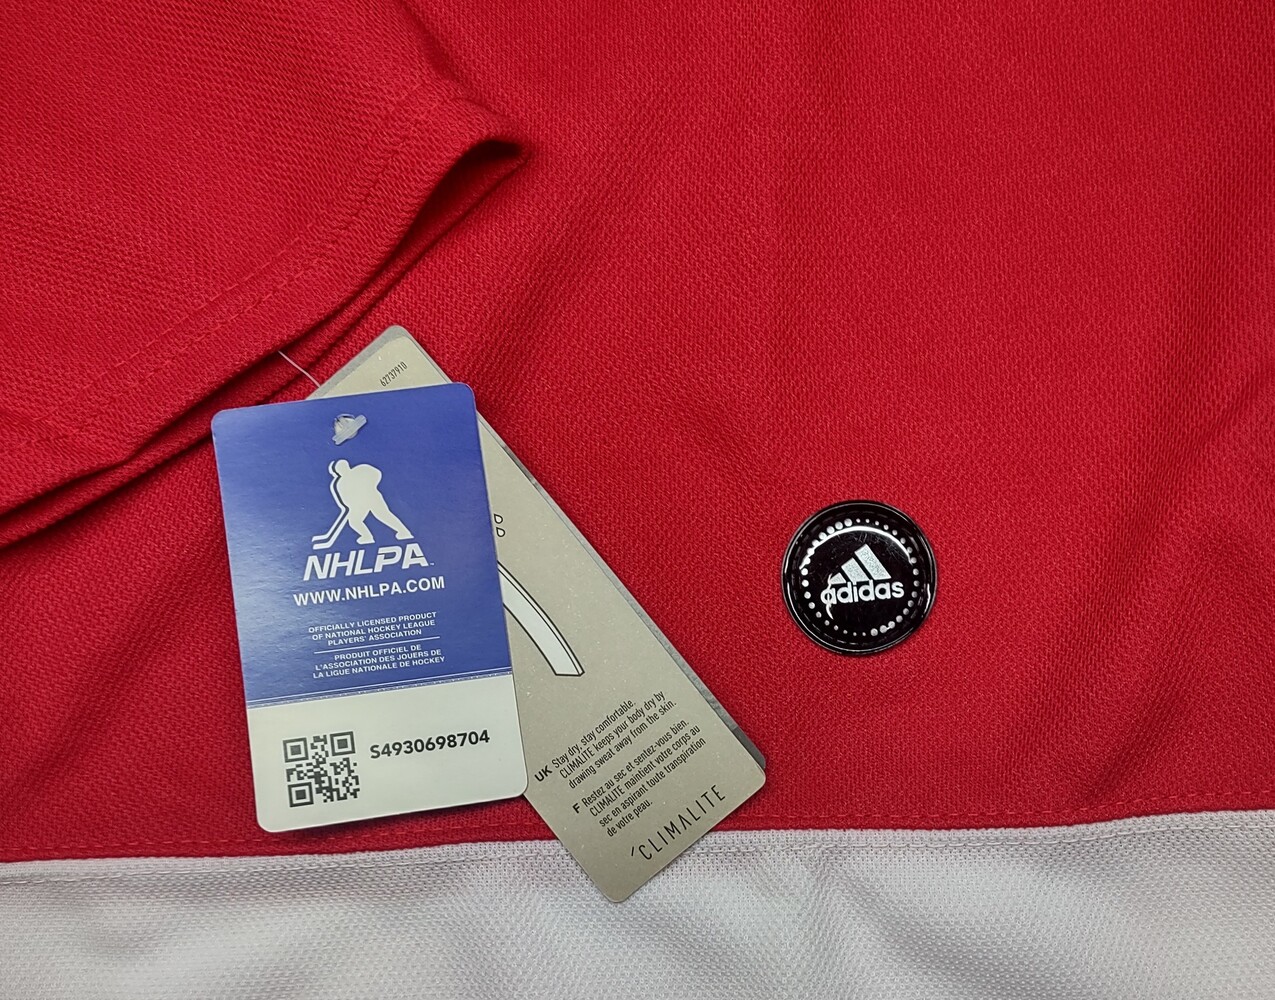 62737910
NHLPA™
WWW.NHLPA.COM
OFFICIALLY LICENSED PRODUCT
OF NATIONAL HOCKEY LEAGUE
PLAYERS' ASSOCIATION
PRODUIT OFFICIEL DE
L'ASSOCIATION DES JOUERS DE
LA LIGUE NATIONALE DE HOCKEY
S4930698704
UK Stay dry, stay comfortable.
CLIMALITE keeps your body dry by
drawing sweat away from the skin.
F Restez au sec et sentez-vous bien.
CLIMALITE maintient votre corps au
sec en aspirant toute transpiration
de votre peau.
'CLIMALITE
adidas